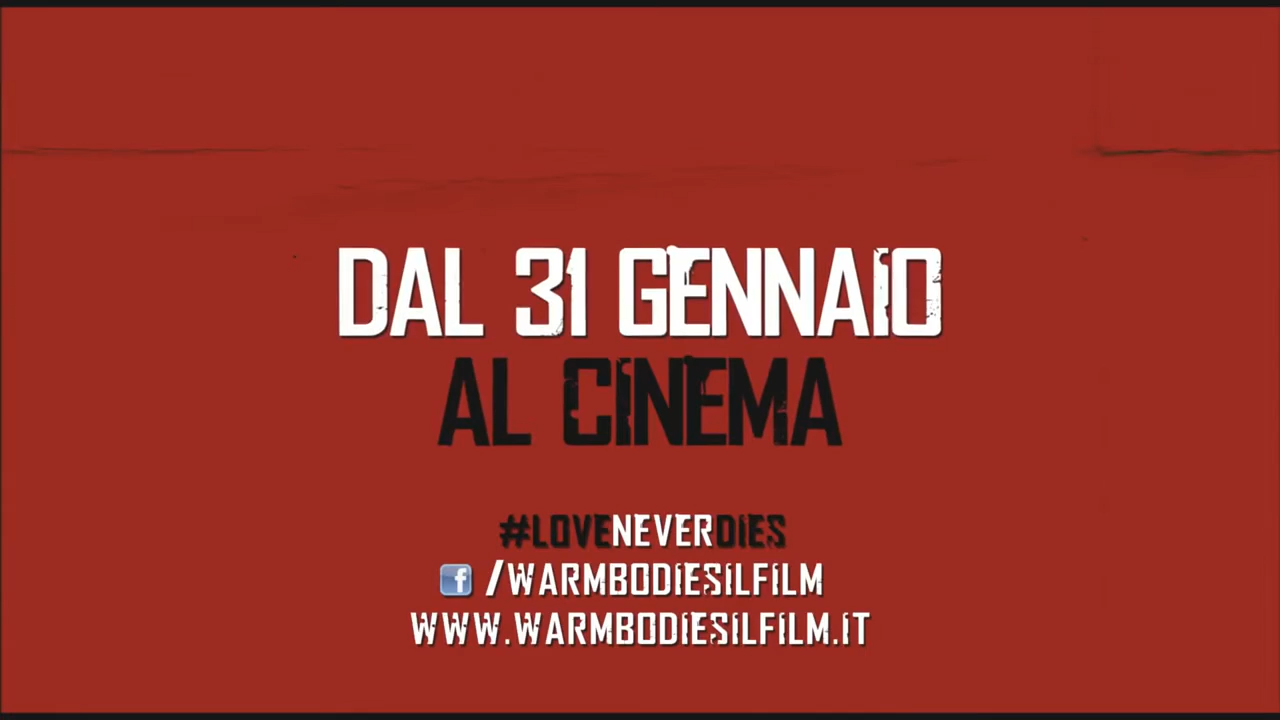 DAL 31 GENNAIO
AL CINEMA
#LOVENEVERDIES
f /WARMBODIESILFILM
WWW.WARMBODIESILFILM.IT